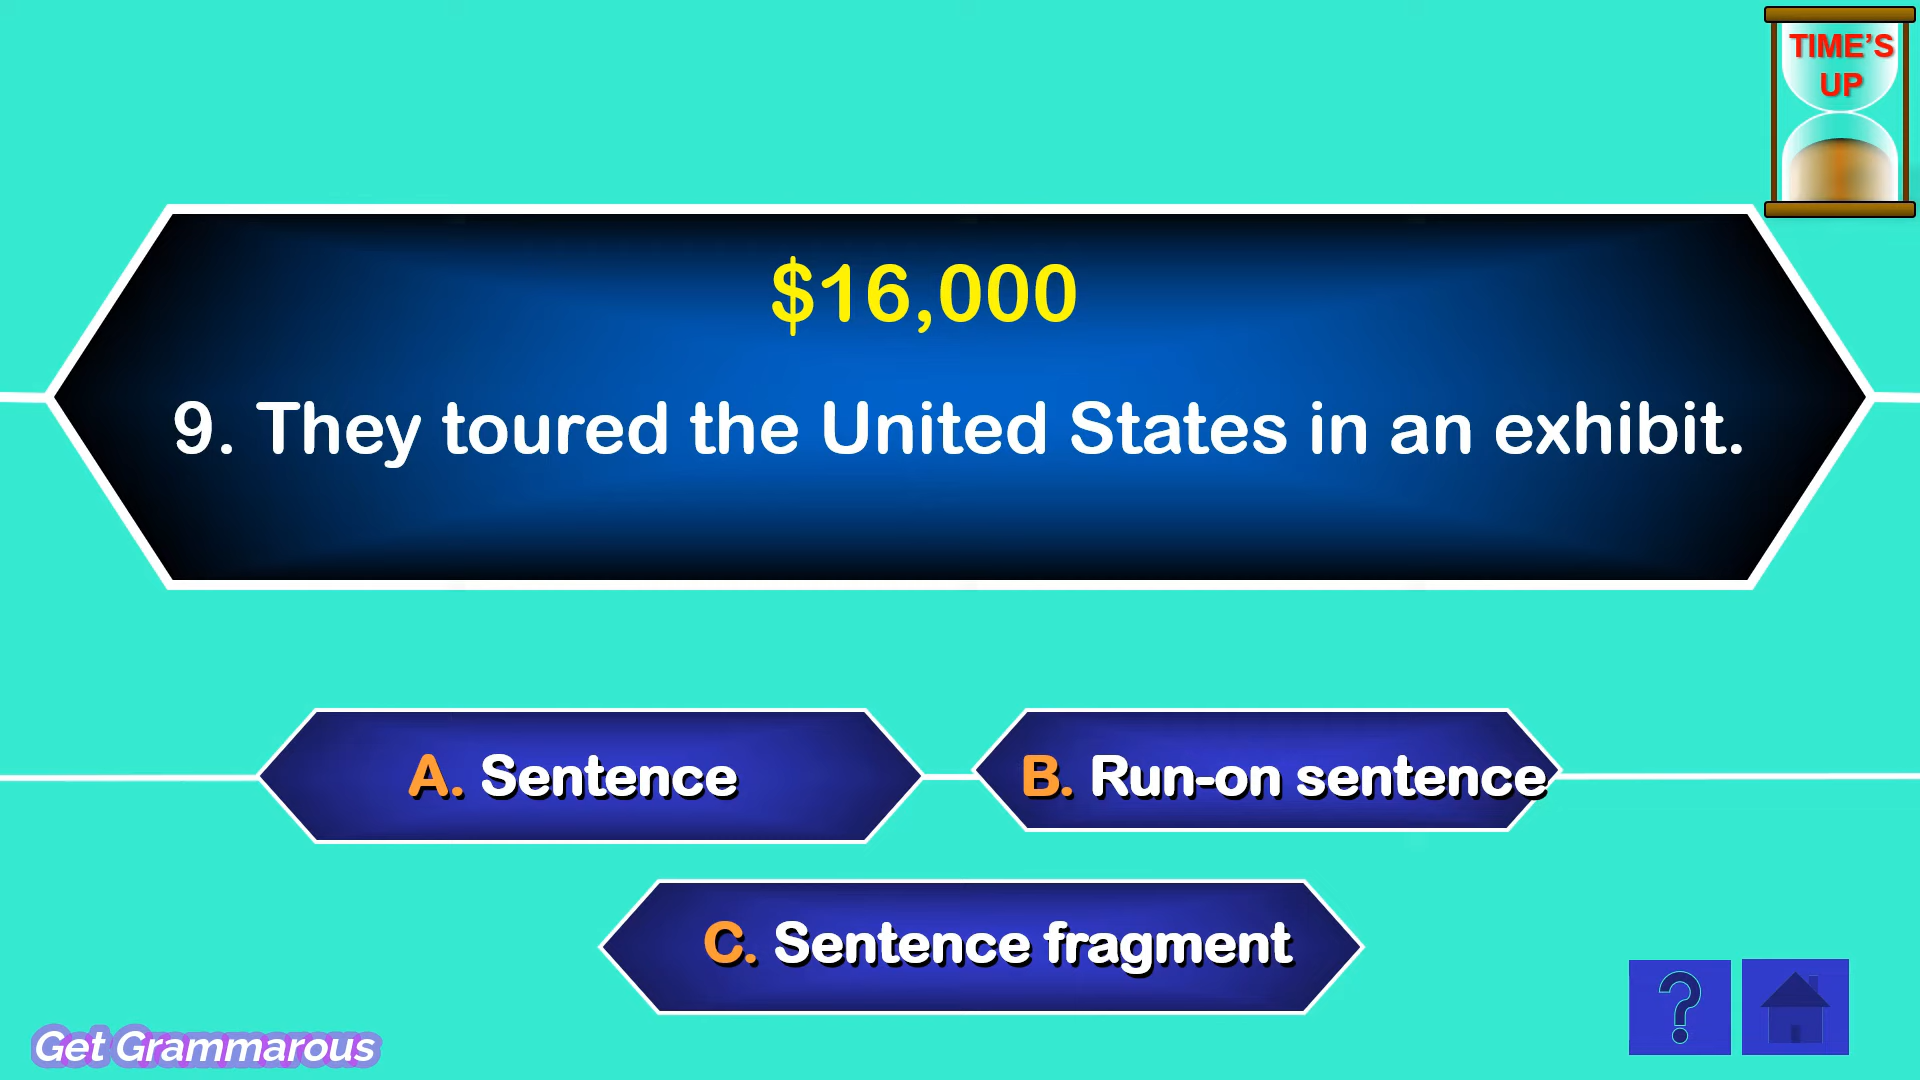 TIME’S
UP
$16,000
9. They toured the United States in an exhibit.
A. Sentence
B. Run-on sentence
C. Sentence fragment
?
Get Grammarous